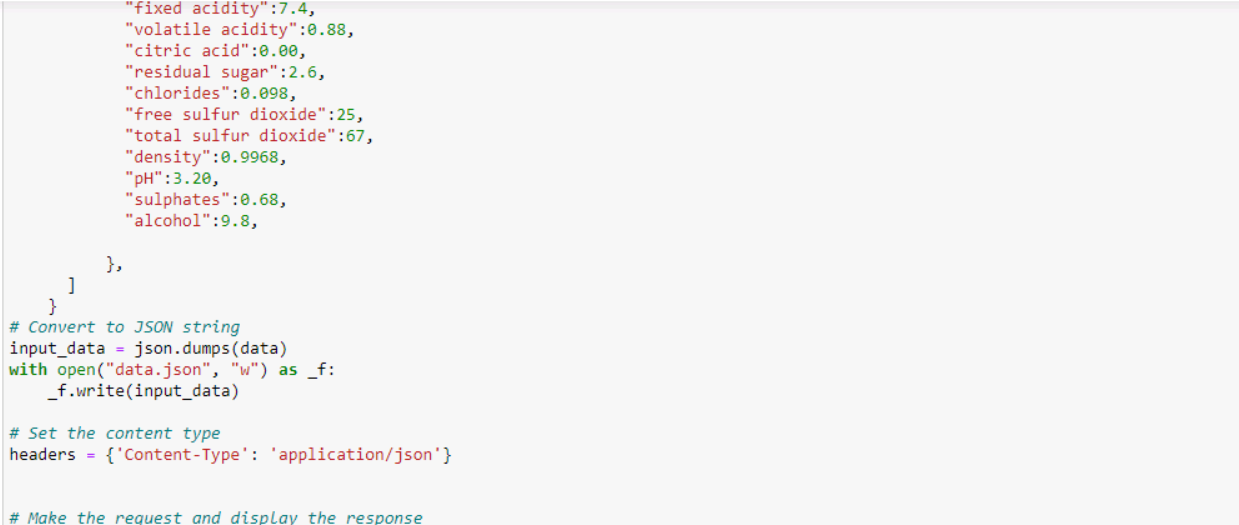 "fixed acidity":7.4,
"volatile acidity":0.88,
"citric acid":0.00,
"residual sugar":2.6,
"chlorides":0.098,
"free sulfur dioxide":25,
"total sulfur dioxide":67,
"density":0.9968,
"pH":3.20,
"sulphates":0.68,
"alcohol":9.8,
},
]
}
# Convert to JSON string
input_data = json.dumps(data)
with open("data.json", "w") as _f:
_f.write(input_data)
# Set the content type
headers = {'Content-Type': 'application/json'}
# Make the request and display the response